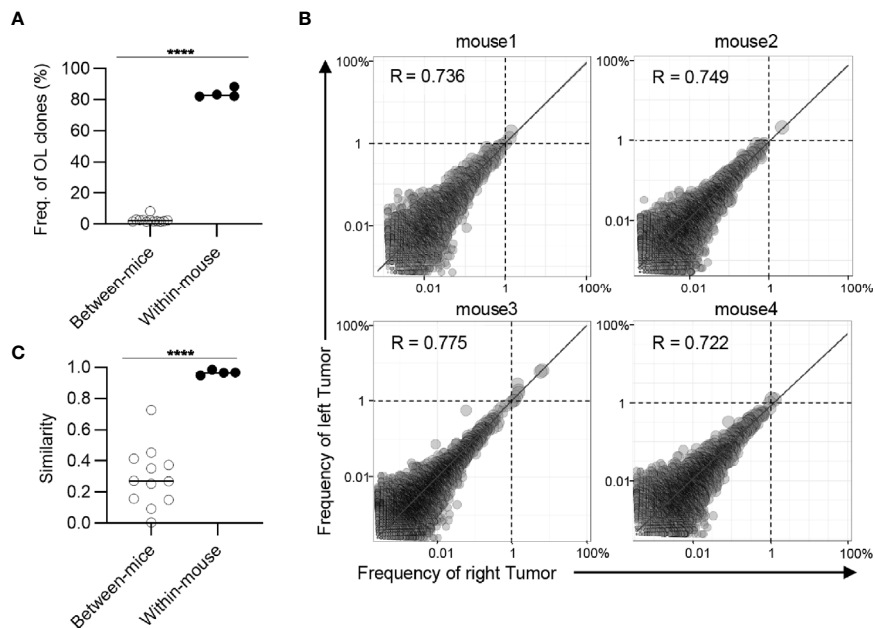 A
****
Freq. of OL clones (%)
100
80
60
40
20
0
Between-mice
Within-mouse
B
mouse1
mouse2
100%
R = 0.736
1
0.01
0.01
1
100%
100%
R = 0.749
1
0.01
0.01
1
100%
mouse3
mouse4
100%
R = 0.775
1
0.01
0.01
1
100%
100%
R = 0.722
1
0.01
0.01
1
100%
Frequency of left Tumor
Frequency of right Tumor
C
****
Similarity
1.0
0.8
0.6
0.4
0.2
0.0
Between-mice
Within-mouse